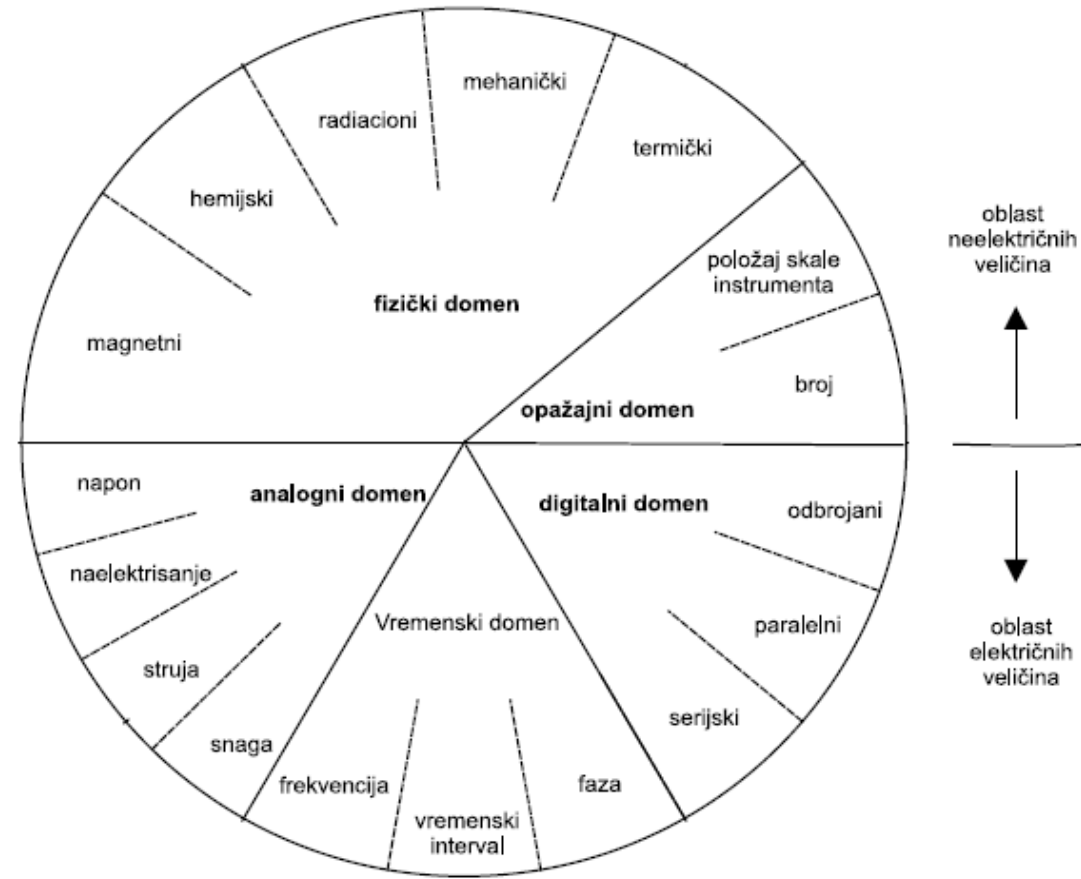 mehanički
radiacioni
termički
hemijski
oblast
neelektričnih
veličina
položaj skale
instrumenta
fizički domen
magnetni
broj
opažajni domen
napon
analogni domen
digitalni domen
odbrojani
naelektrisanje
Vremenski domen
paralelni
oblast
električnih
veličina
struja
serijski
snaga
frekvencija
faza
vremenski
interval